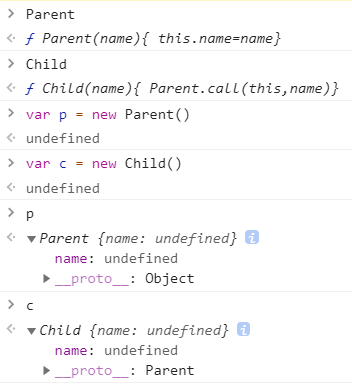 > Parent
< ƒ Parent(name){ this.name=name}
> Child
< ƒ Child(name){ Parent.call(this,name)}
> var p = new Parent()
< undefined
> var c = new Child()
< undefined
> p
< ▼Parent {name: undefined} i
name: undefined
▶__proto__: Object
> c
< ▼Child {name: undefined} i
name: undefined
▶__proto__: Parent